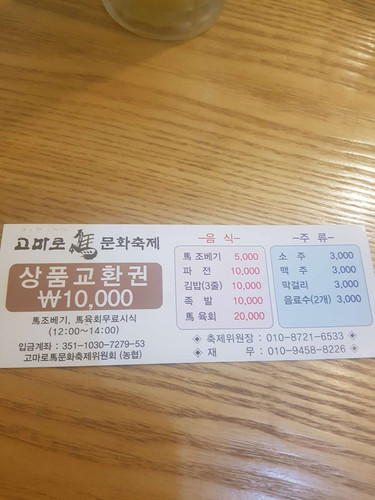 고마로 馬 문화축제
상품교환권
₩10,000
馬 조베기, 馬 육회무료시식
(12:00~14:00)
입금계좌 : 351-1030-7279-53
고마로馬문화축제위원회 (농협)
─음 식─
馬 조베기 5,000
파 전 10,000
김밥(3줄) 10,000
족 발 10,000
馬 육회 20,000
─주 류─
소 주 3,000
맥 주 3,000
막걸리 3,000
음료수(2개) 3,000
◈ 축제위원장 : 010-8721-6533 ◈
◈ 재 무 : 010-9458-8226 ◈